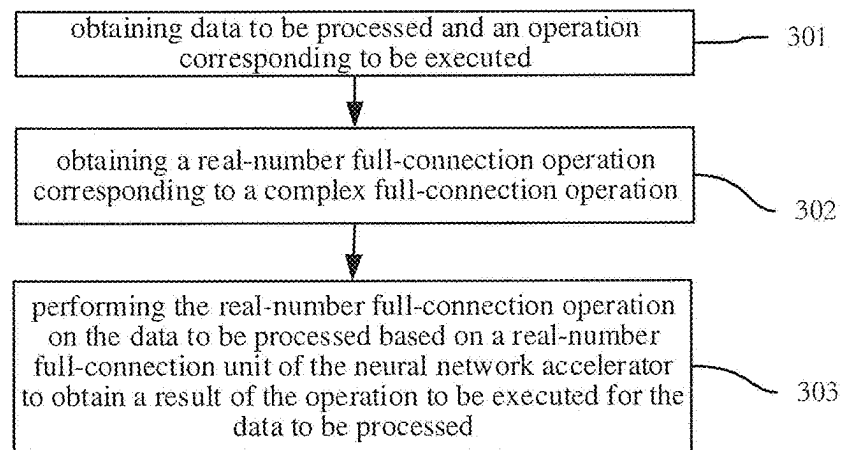 obtaining data to be processed and an operation
corresponding to be executed
301
obtaining a real-number full-connection operation
corresponding to a complex full-connection operation
302
performing the real-number full-connection operation
on the data to be processed based on a real-number
full-connection unit of the neural network accelerator
to obtain a result of the operation to be executed for the
data to be processed
303